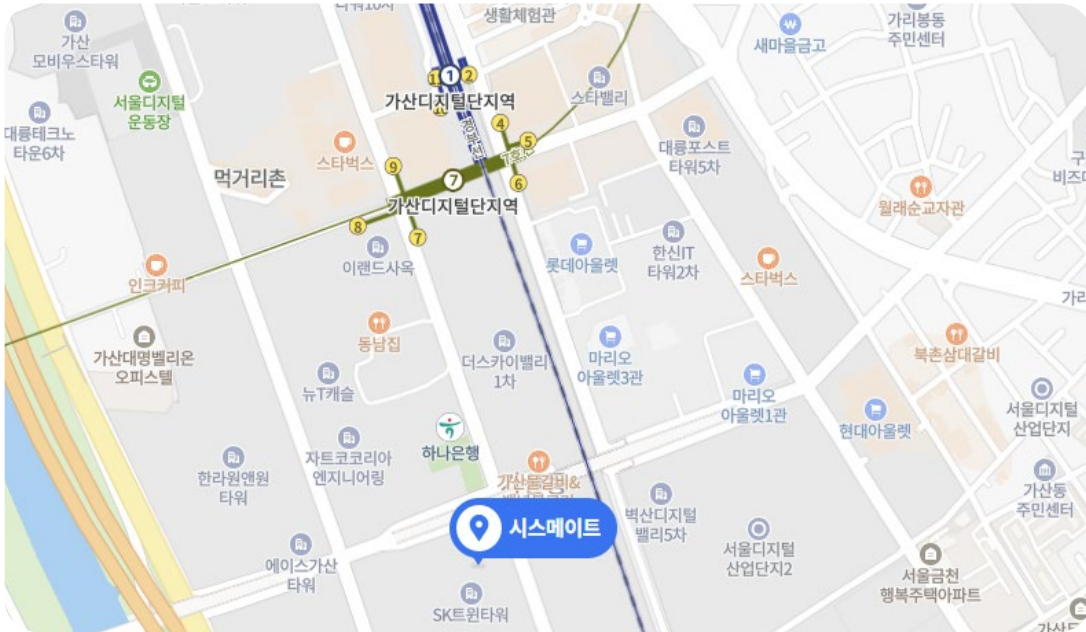 타워10차
생활체험관
가리봉동
주민센터
가산
모비우스타워
새마을금고
1
2
가산디지털단지역
서울디지털
운동장
스타밸리
4
5
경부선
7호선
대륭테크노
타운6차
대륭포스트
타워5차
스타벅스
9
7
6
먹거리촌
가산디지털단지역
월래순교자관
8
7
이랜드사옥
롯데아울렛
한신IT
타워2차
스타벅스
인크커피
동남집
가산대명벨리온
오피스텔
더스카이밸리
1차
마리오
아울렛3관
북촌삼대갈비
뉴T캐슬
마리오
아울렛1관
서울디지털
산업단지
현대아울렛
하나은행
자트코코리아
엔지니어링
한라원앤원
타워
가산물갈비&
가산동
주민센터
시스메이트
벽산디지털
밸리5차
서울디지털
산업단지2
에이스가산
타워
서울금천
행복주택아파트
SK트윈타워